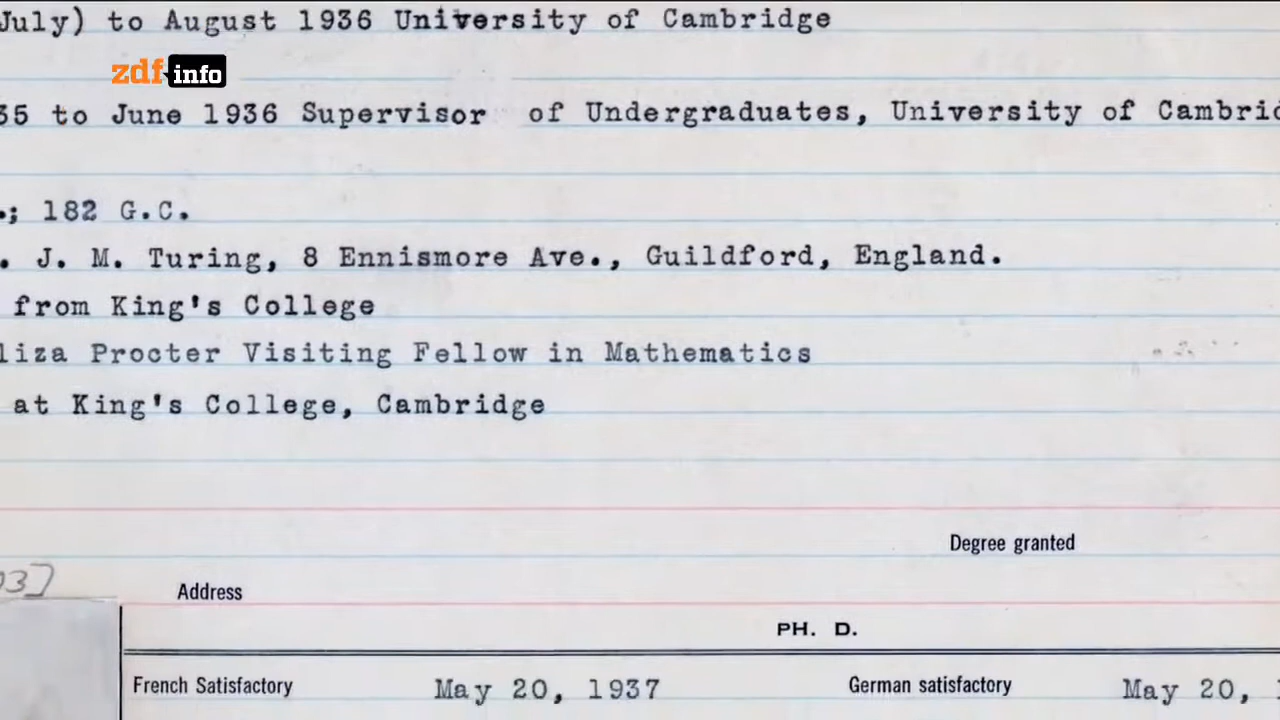 July) to August 1936 University of Cambridge
zdf info
35 to June 1936 Supervisor of Undergraduates, University of
; 182 G.C.
. J. M. Turing, 8 Ennismore Ave., Guildford, England.
from King's College
liza Procter Visiting Fellow in Mathematics
at King's College, Cambridge
Degree granted
Address
PH. D.
French Satisfactory May 20, 1937 German satisfactory May 20,